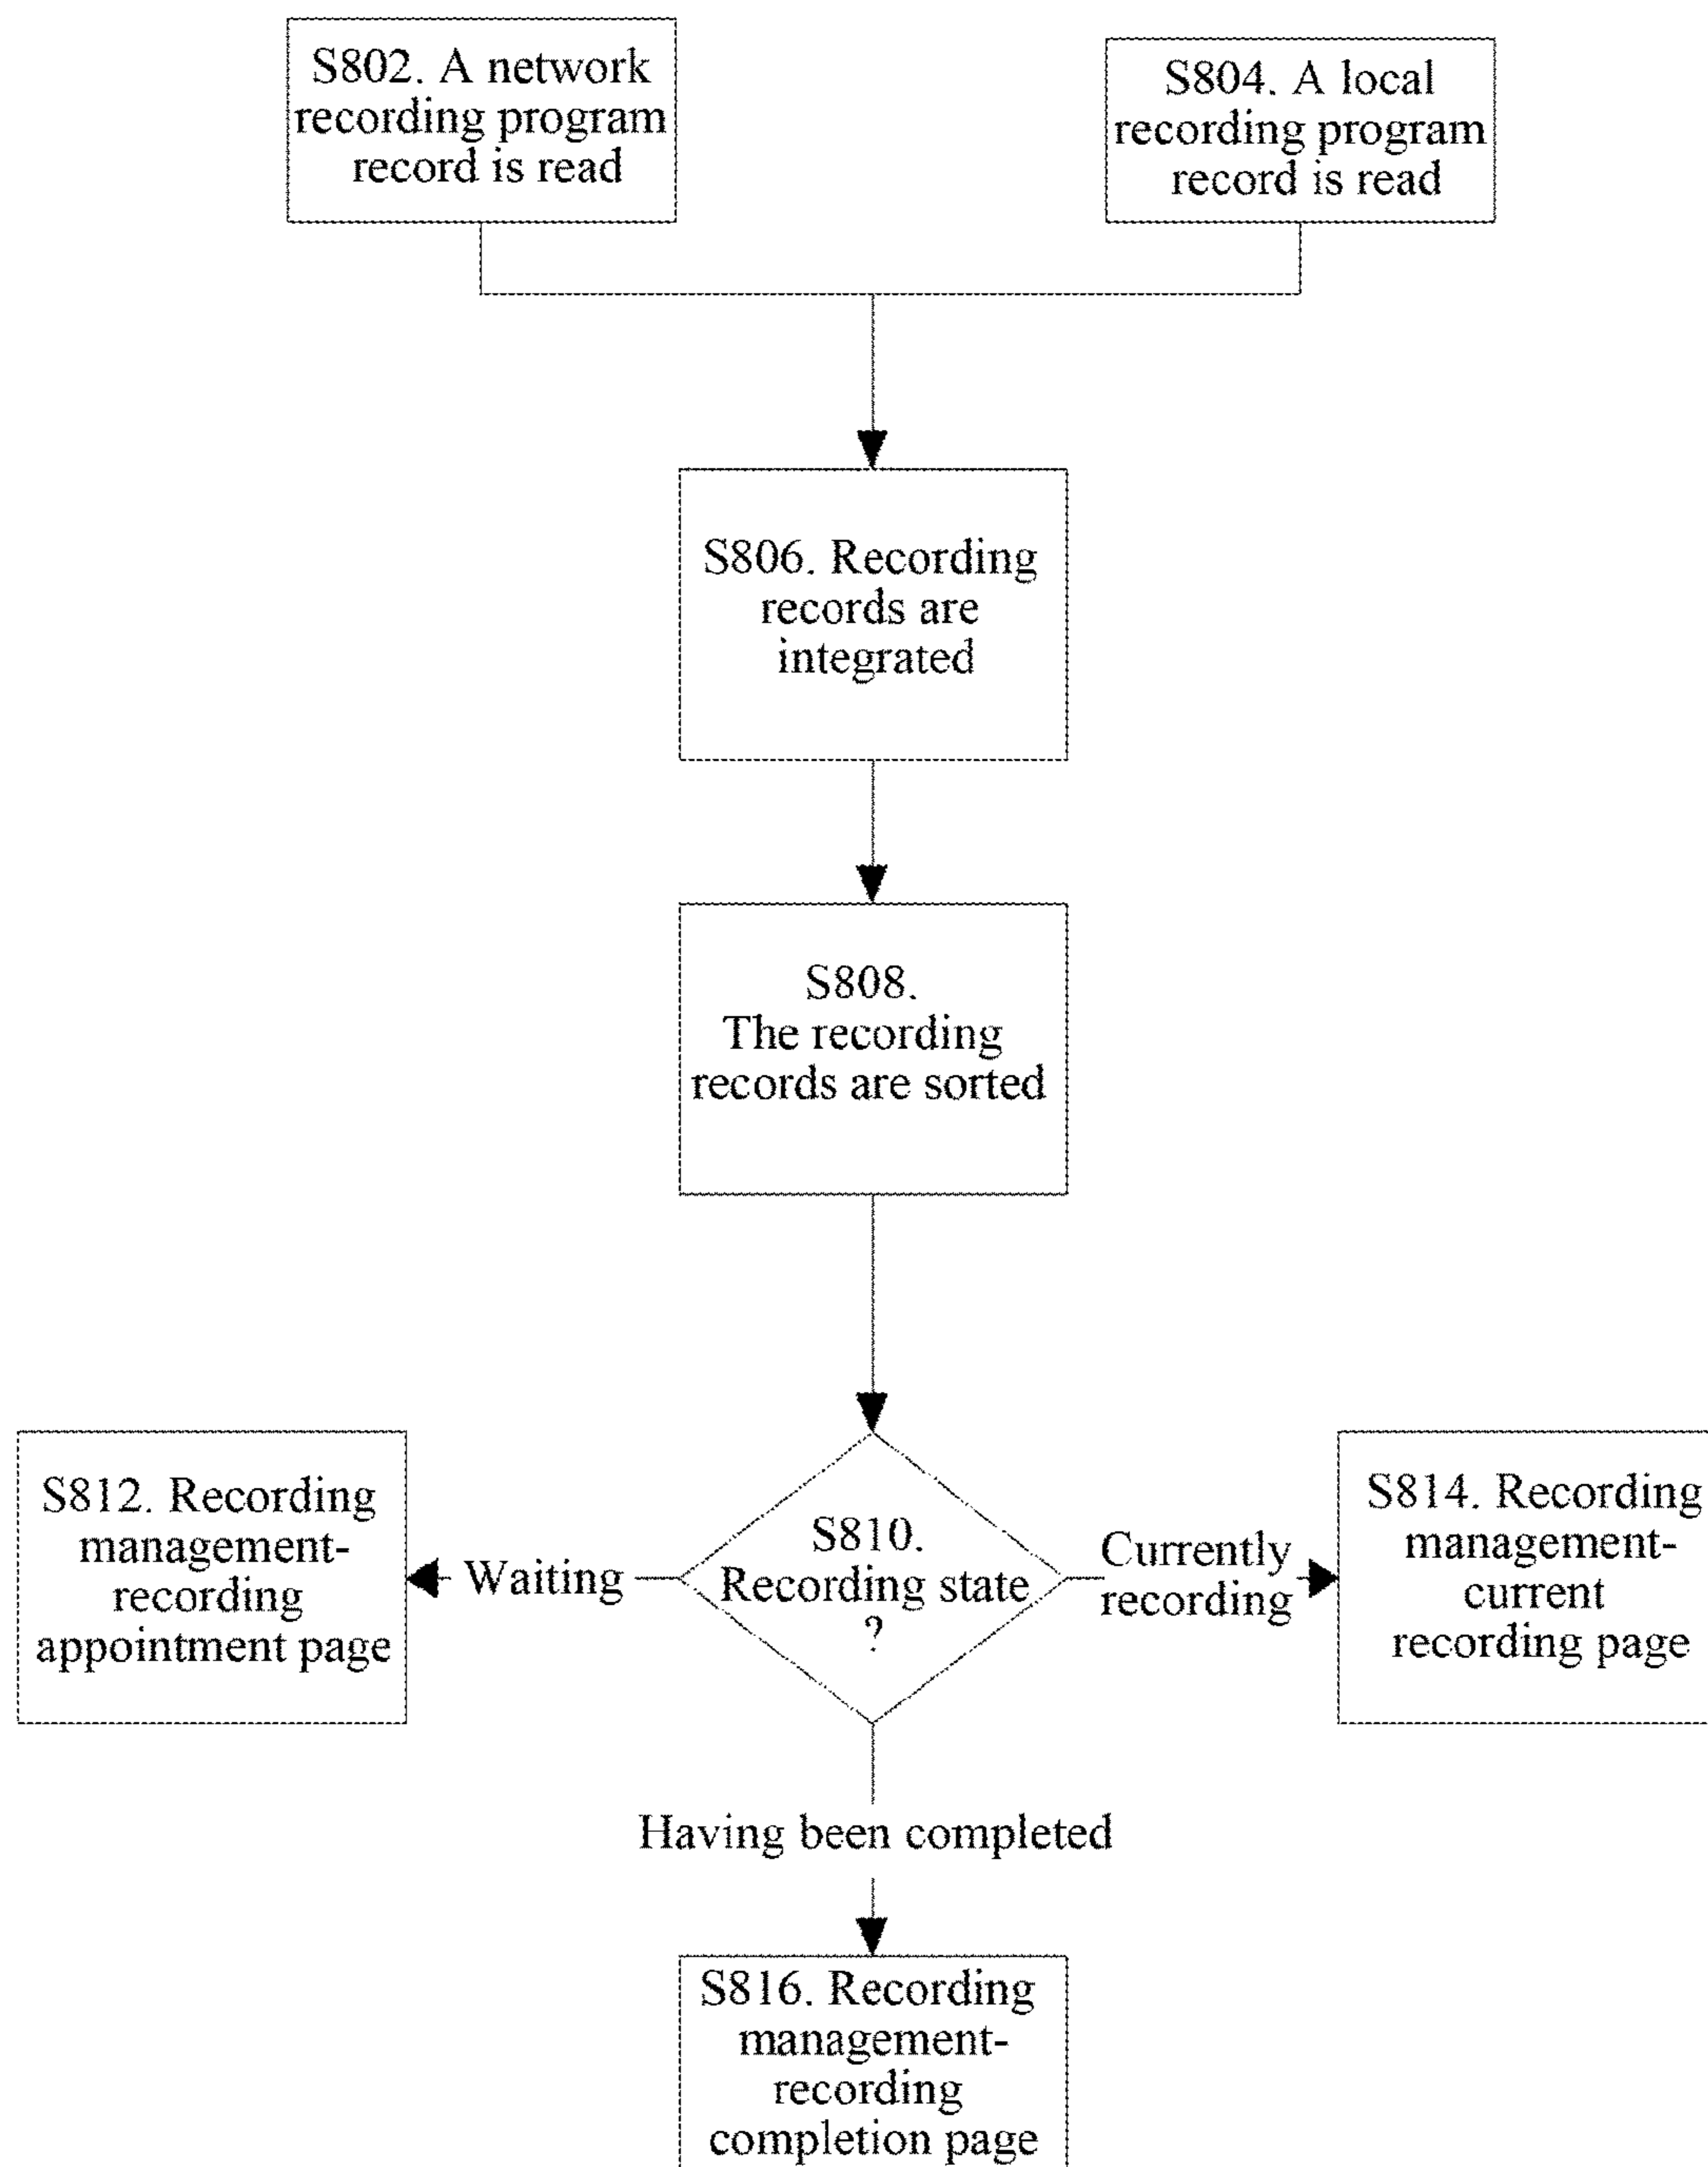 S802. A network
recording program
record is read
S804. A local
recording program
record is read
S806. Recording
records are
integrated
S808.
The recording
records are sorted
S812. Recording
management-
recording
appointment page
Waiting
S810.
Recording state
?
Currently
recording
S814. Recording
management-
current
recording page
Having been completed
S816. Recording
management-
recording
completion page